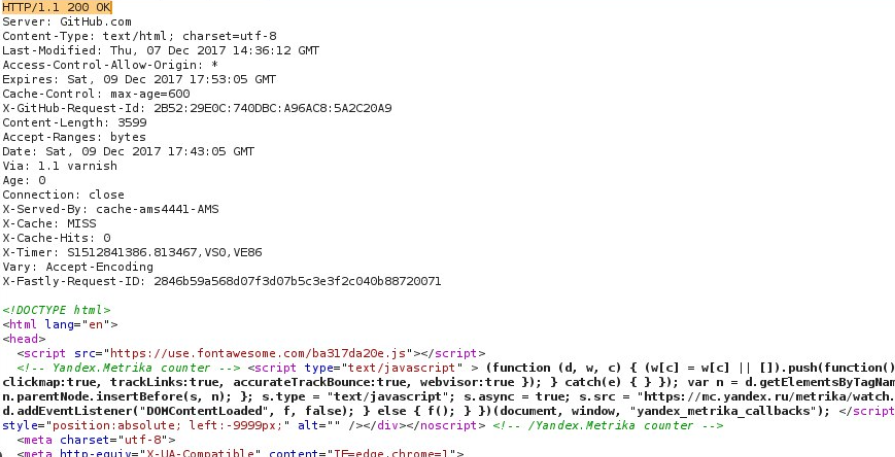 HTTP/1.1 200 OK
Server: GitHub.com
Content-Type: text/html; charset=utf-8
Last-Modified: Thu, 07 Dec 2017 14:36:12 GMT
Access-Control-Allow-Origin: *
Expires: Sat, 09 Dec 2017 17:53:05 GMT
Cache-Control: max-age=600
X-GitHub-Request-Id: 2B52:29E0C:740DBC:A96AC8:5A2C20A9
Content-Length: 3599
Accept-Ranges: bytes
Date: Sat, 09 Dec 2017 17:43:05 GMT
Via: 1.1 varnish
Age: 0
Connection: close
X-Served-By: cache-ams4441-AMS
X-Cache: MISS
X-Cache-Hits: 0
X-Timer: S1512841386.813467,VS0,VE86
Vary: Accept-Encoding
X-Fastly-Request-ID: 2846b59a568d07f3d07b5c3e3f2c040b88720071
<!DOCTYPE html>
<html lang="en">
<head>
<script src="https://use.fontawesome.com/ba317da20e.js"></script>
<!-- Yandex.Metrika counter --> <script type="text/javascript" > (function (d, w, c) { (w[c] = w[c] || []).push(function()
clickmap:true, trackLinks:true, accurateTrackBounce:true, webvisor:true }); } catch(e) { } }); var n = d.getElementsByTagNam
n.parentNode.insertBefore(s, n); }; s.type = "text/javascript"; s.async = true; s.src = "https://mc.yandex.ru/metrika/watch.
d.addEventListener("DOMContentLoaded", f, false); } else { f(); } })(document, window, "yandex_metrika_callbacks"); </script
style="position:absolute; left:-9999px;" alt="" /></div></noscript> <!-- /Yandex.Metrika counter -->
<meta charset="utf-8">
<meta http-equiv="X-UA-Compatible" content="IE=edge,chrome=1">